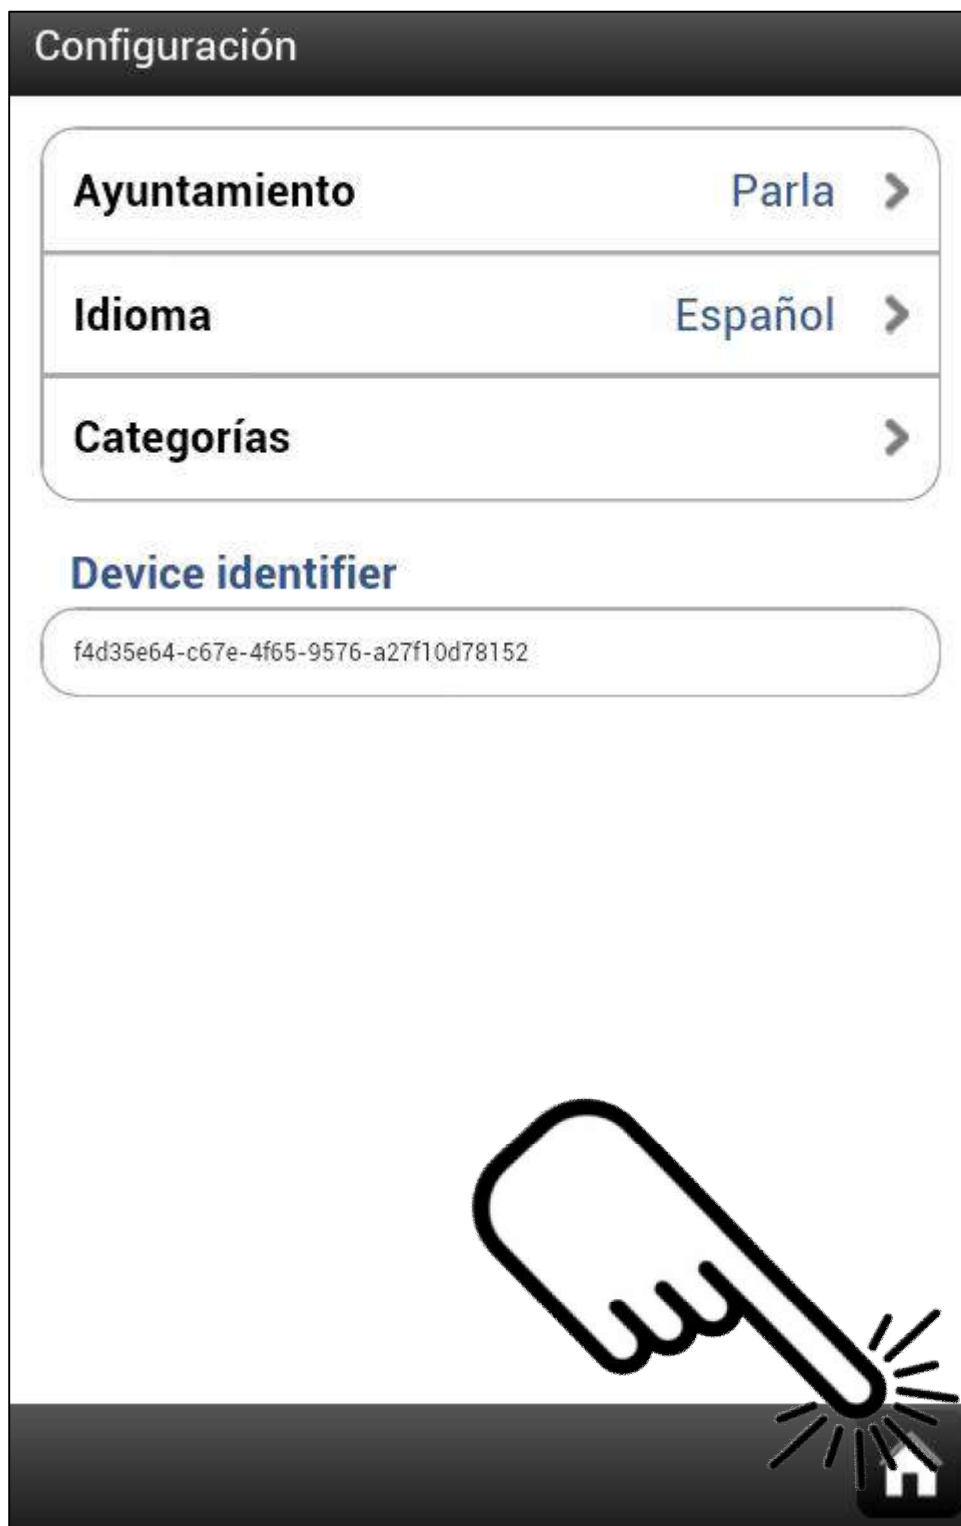 Configuración
Ayuntamiento Parla
Idioma Español
Categorías
Device identifier
f4d35e64-c67e-4f65-9576-a27f10d78152